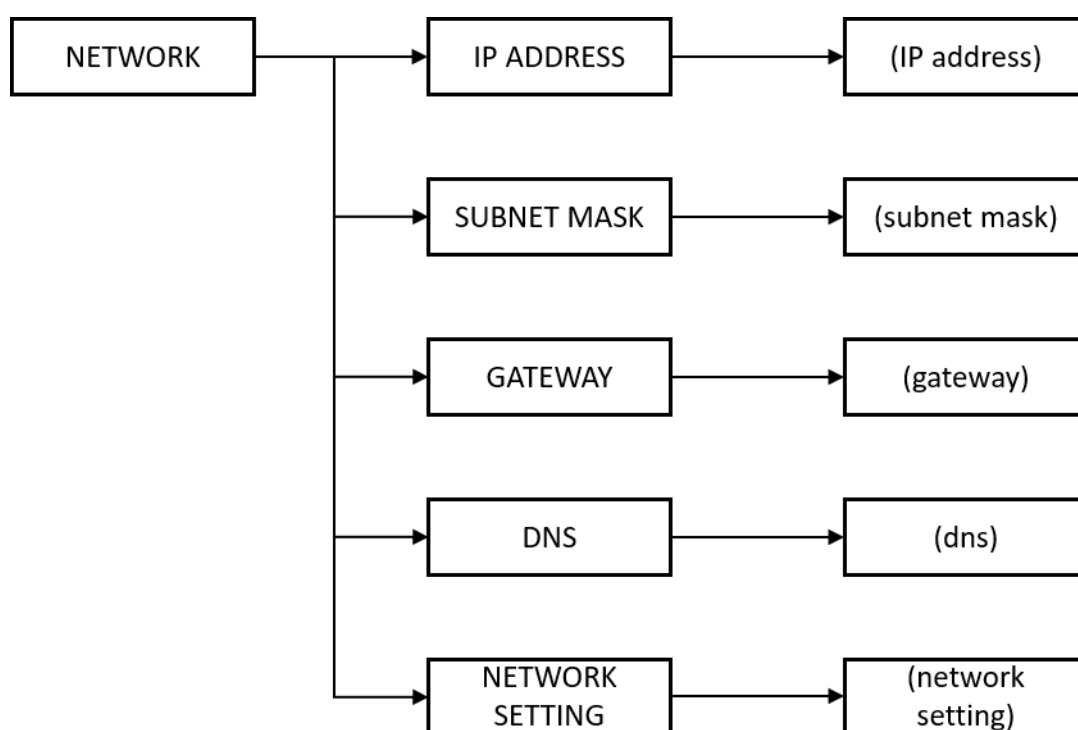 NETWORK
IP ADDRESS
(IP address)
SUBNET MASK
(subnet mask)
GATEWAY
(gateway)
DNS
(dns)
NETWORK
SETTING
(network
setting)